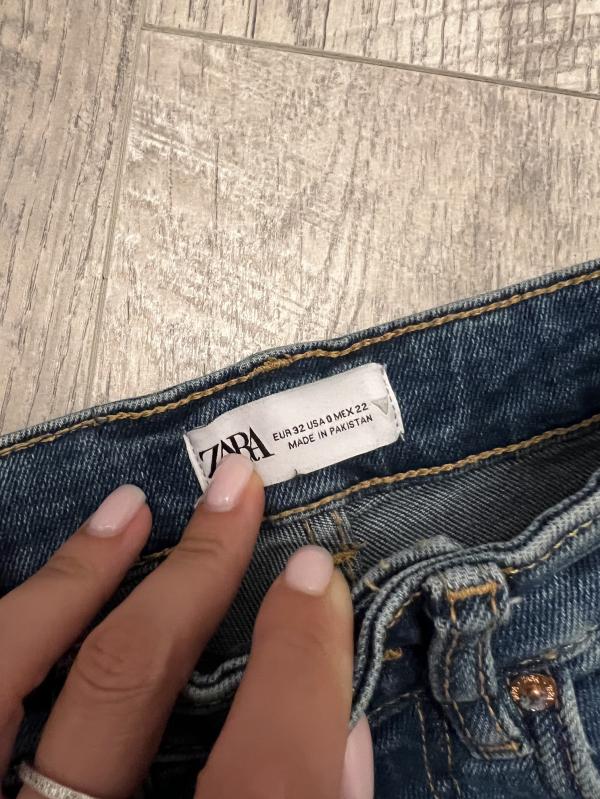 ZARA
EUR 32 USA 0 MEX 22
MADE IN PAKISTAN